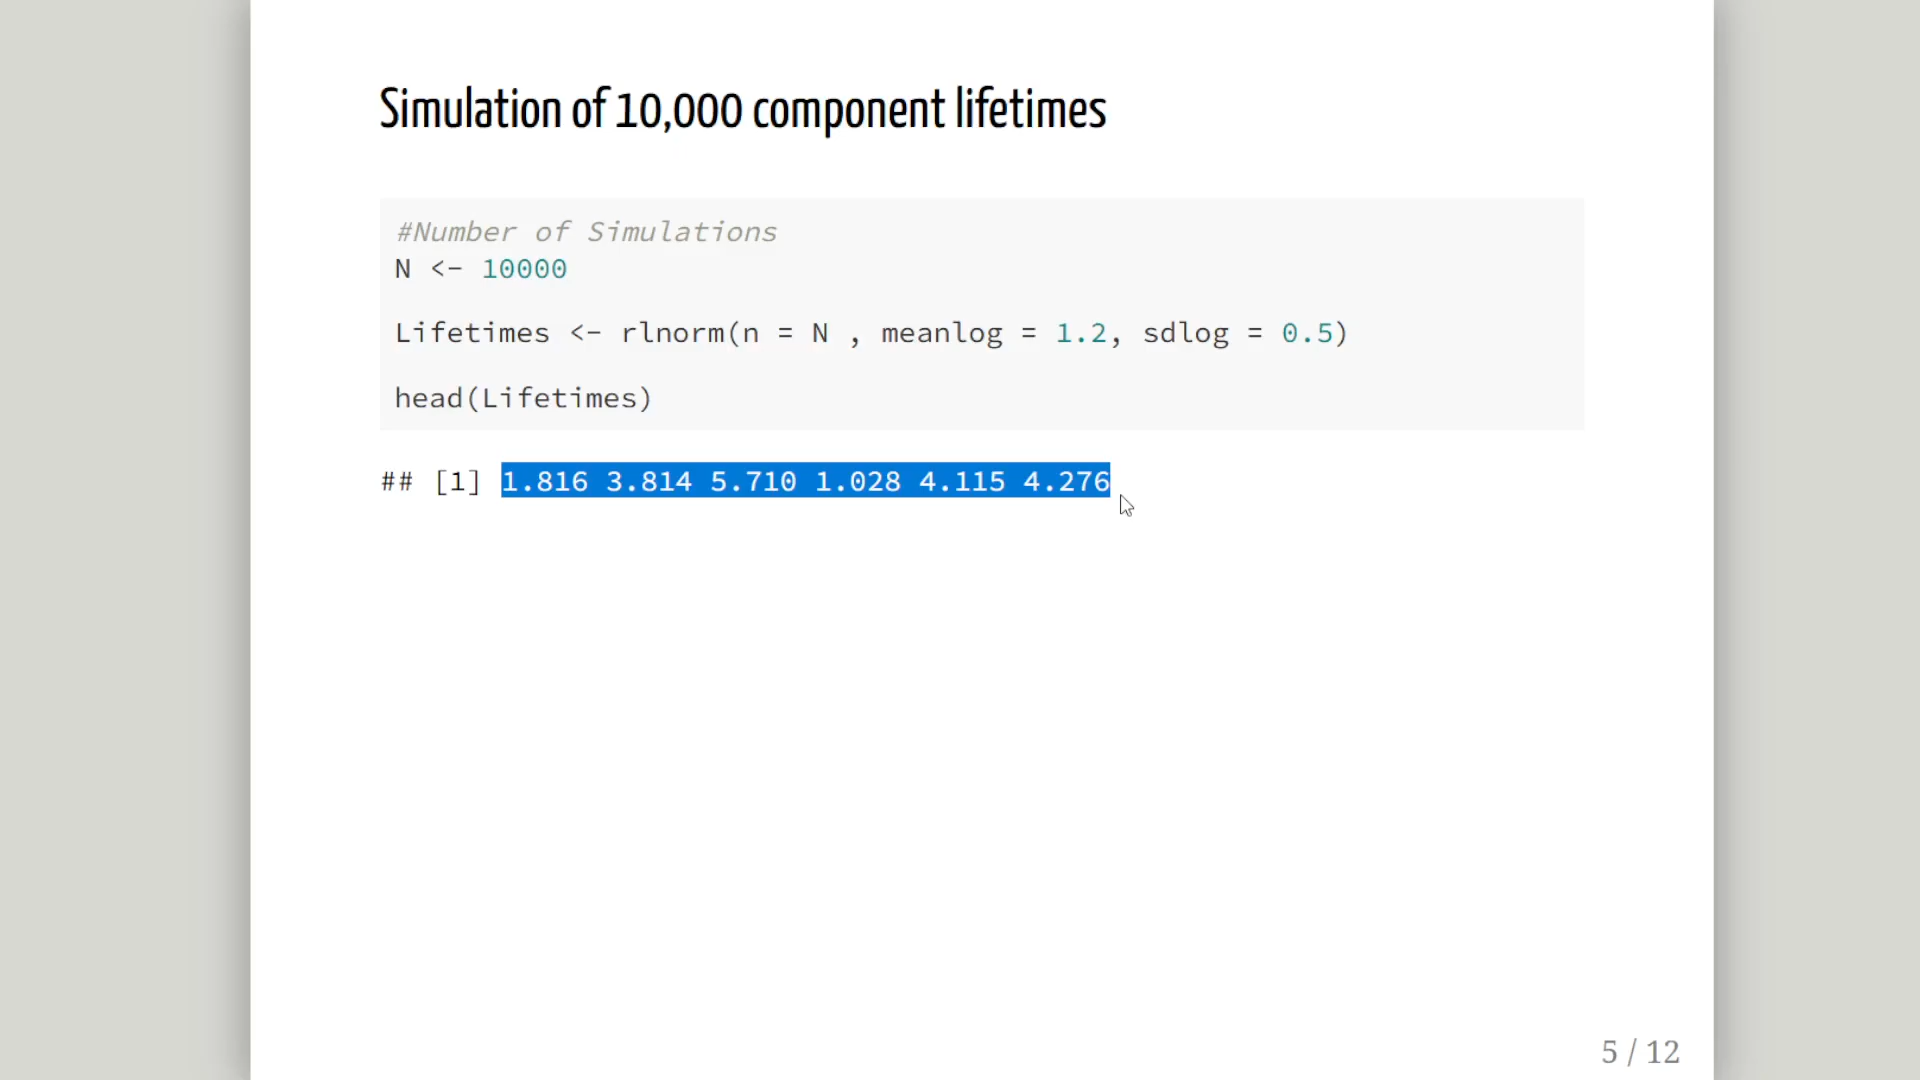 Simulation of 10,000 component lifetimes
#Number of Simulations
N <- 10000
Lifetimes <- rlnorm(n = N , meanlog = 1.2, sdlog = 0.5)
head(Lifetimes)
## [1] 1.816 3.814 5.710 1.028 4.115 4.276
5 / 12